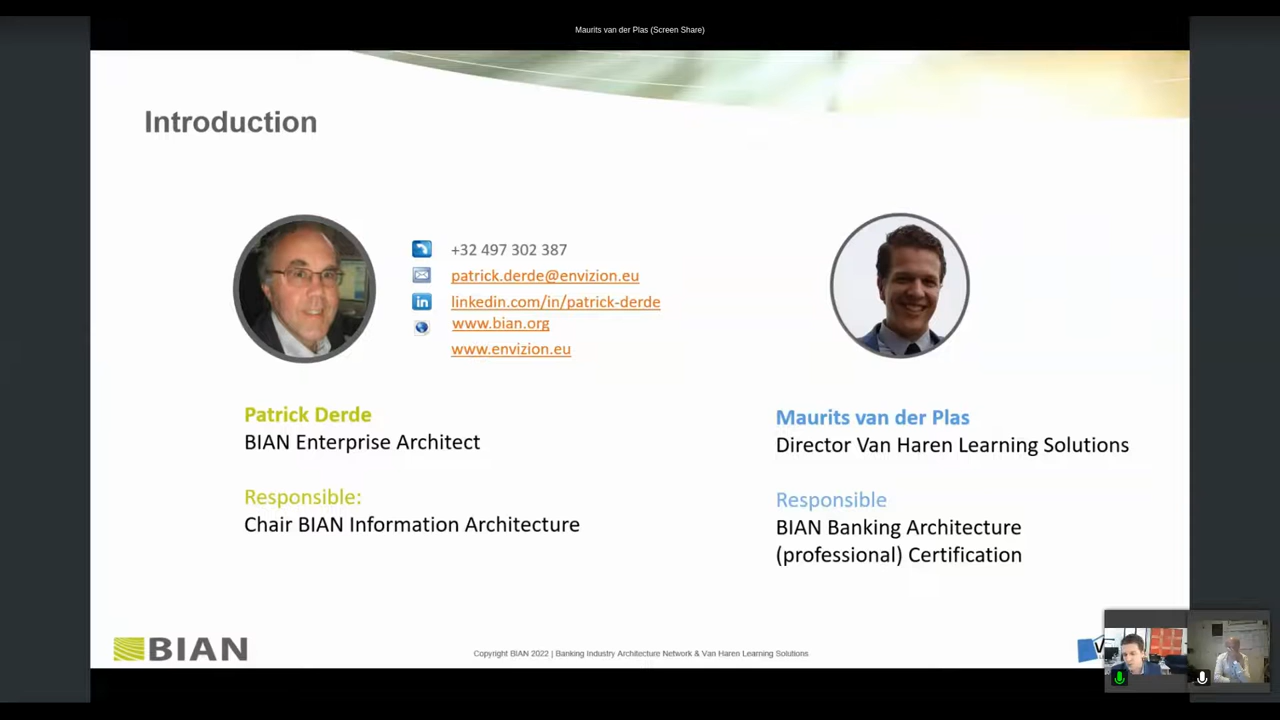 Maurits van der Plas (Screen Share)
Introduction
+32 497 302 387
patrick.derde@envizion.eu
in
linkedin.com/in/patrick-derde
www.bian.org
www.envizion.eu
Patrick Derde
BIAN Enterprise Architect
Responsible:
Chair BIAN Information Architecture
Maurits van der Plas
Director Van Haren Learning Solutions
Responsible
BIAN Banking Architecture
(professional) Certification
BIAN
Copyright BIAN 2022 | Banking Industry Architecture Network & Van Haren Learning Solutions